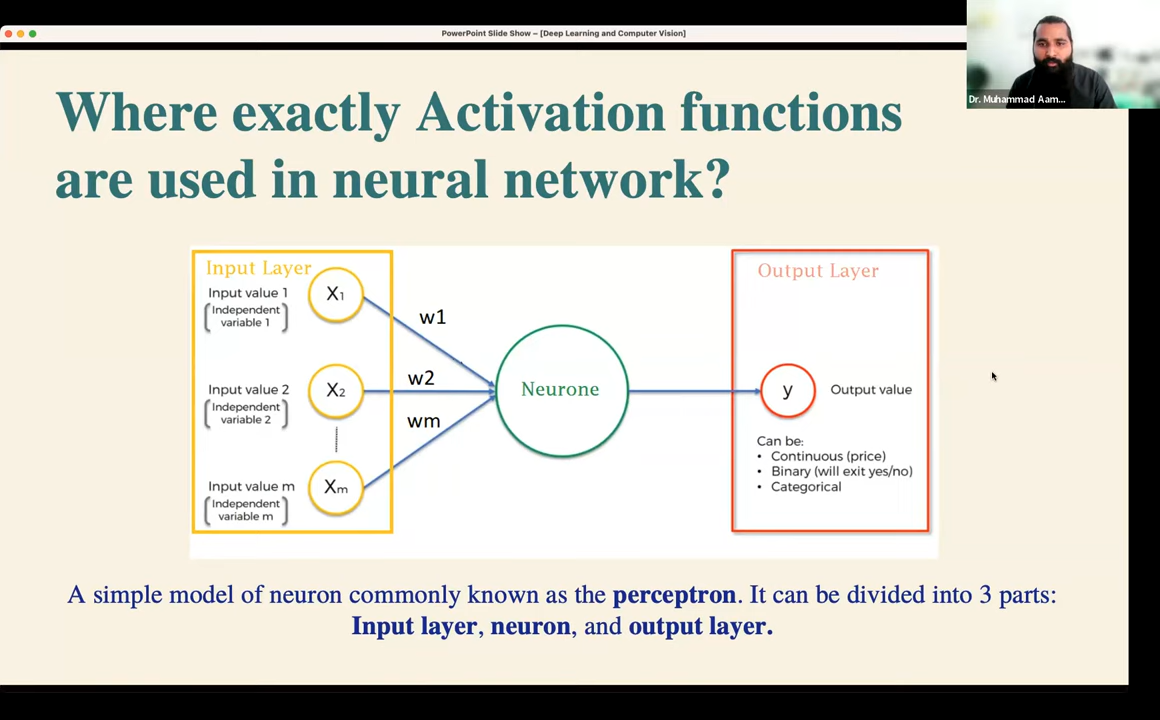 PowerPoint Slide Show – [Deep Learning and Computer Vision]
Dr. Muhammad Aam...
Where exactly Activation functions
are used in neural network?
Input Layer
Input value 1
Independent
variable 1
X1
w1
Input value 2
Independent
variable 2
X2
w2
Input value m
Independent
variable m
Xm
wm
Neurone
Output Layer
y
Output value
Can be:
• Continuous (price)
• Binary (will exit yes/no)
• Categorical
A simple model of neuron commonly known as the perceptron. It can be divided into 3 parts:
Input layer, neuron, and output layer.